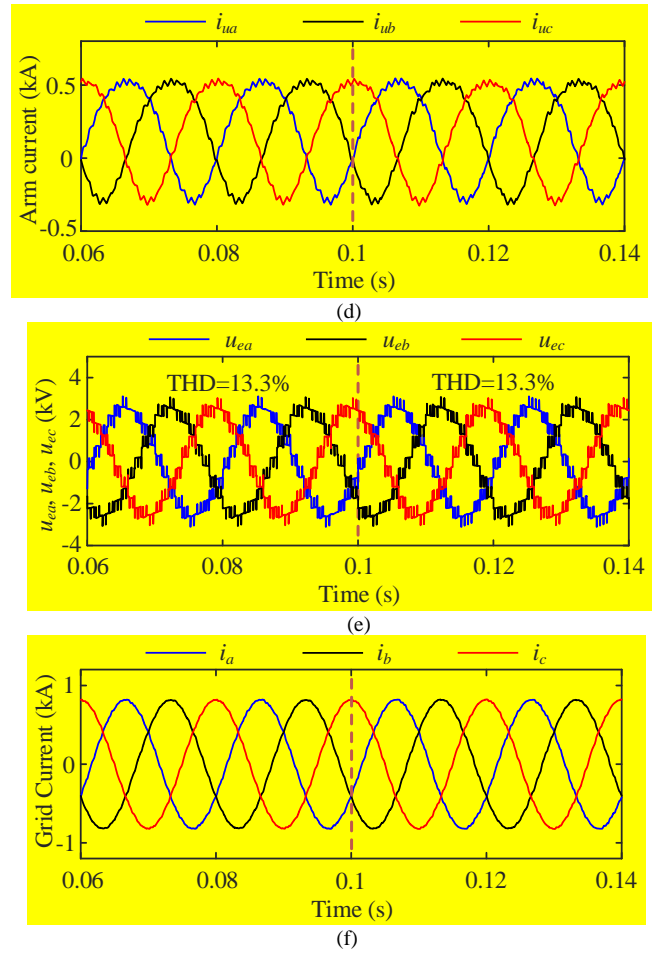 i_ua i_ub i_uc
Arm current (kA)
0.5
0
-0.5
0.06 0.08 0.1 0.12 0.14
Time (s)
(d)
u_ea u_eb u_ec
u_ea, u_eb, u_ec (kV)
4
THD=13.3% THD=13.3%
2
0
-2
-4
0.06 0.08 0.1 0.12 0.14
Time (s)
(e)
i_a i_b i_c
Grid Current (kA)
1
0
-1
0.06 0.08 0.1 0.12 0.14
Time (s)
(f)